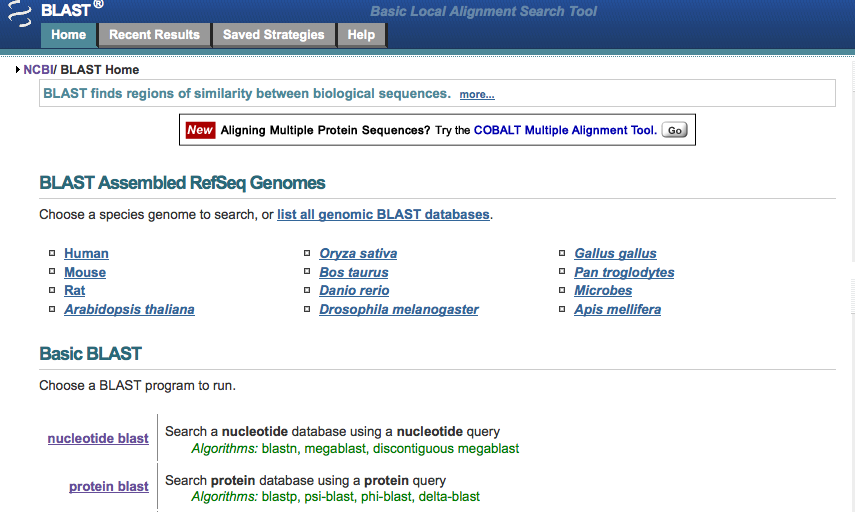 BLAST®
Basic Local Alignment Search Tool
Home Recent Results Saved Strategies Help
NCBI/ BLAST Home
BLAST finds regions of similarity between biological sequences. more...
New Aligning Multiple Protein Sequences? Try the COBALT Multiple Alignment Tool. Go
BLAST Assembled RefSeq Genomes
Choose a species genome to search, or list all genomic BLAST databases.
Human
Mouse
Rat
Arabidopsis thaliana
Oryza sativa
Bos taurus
Danio rerio
Drosophila melanogaster
Gallus gallus
Pan troglodytes
Microbes
Apis mellifera
Basic BLAST
Choose a BLAST program to run.
nucleotide blast
Search a nucleotide database using a nucleotide query
Algorithms: blastn, megablast, discontiguous megablast
protein blast
Search protein database using a protein query
Algorithms: blastp, psi-blast, phi-blast, delta-blast